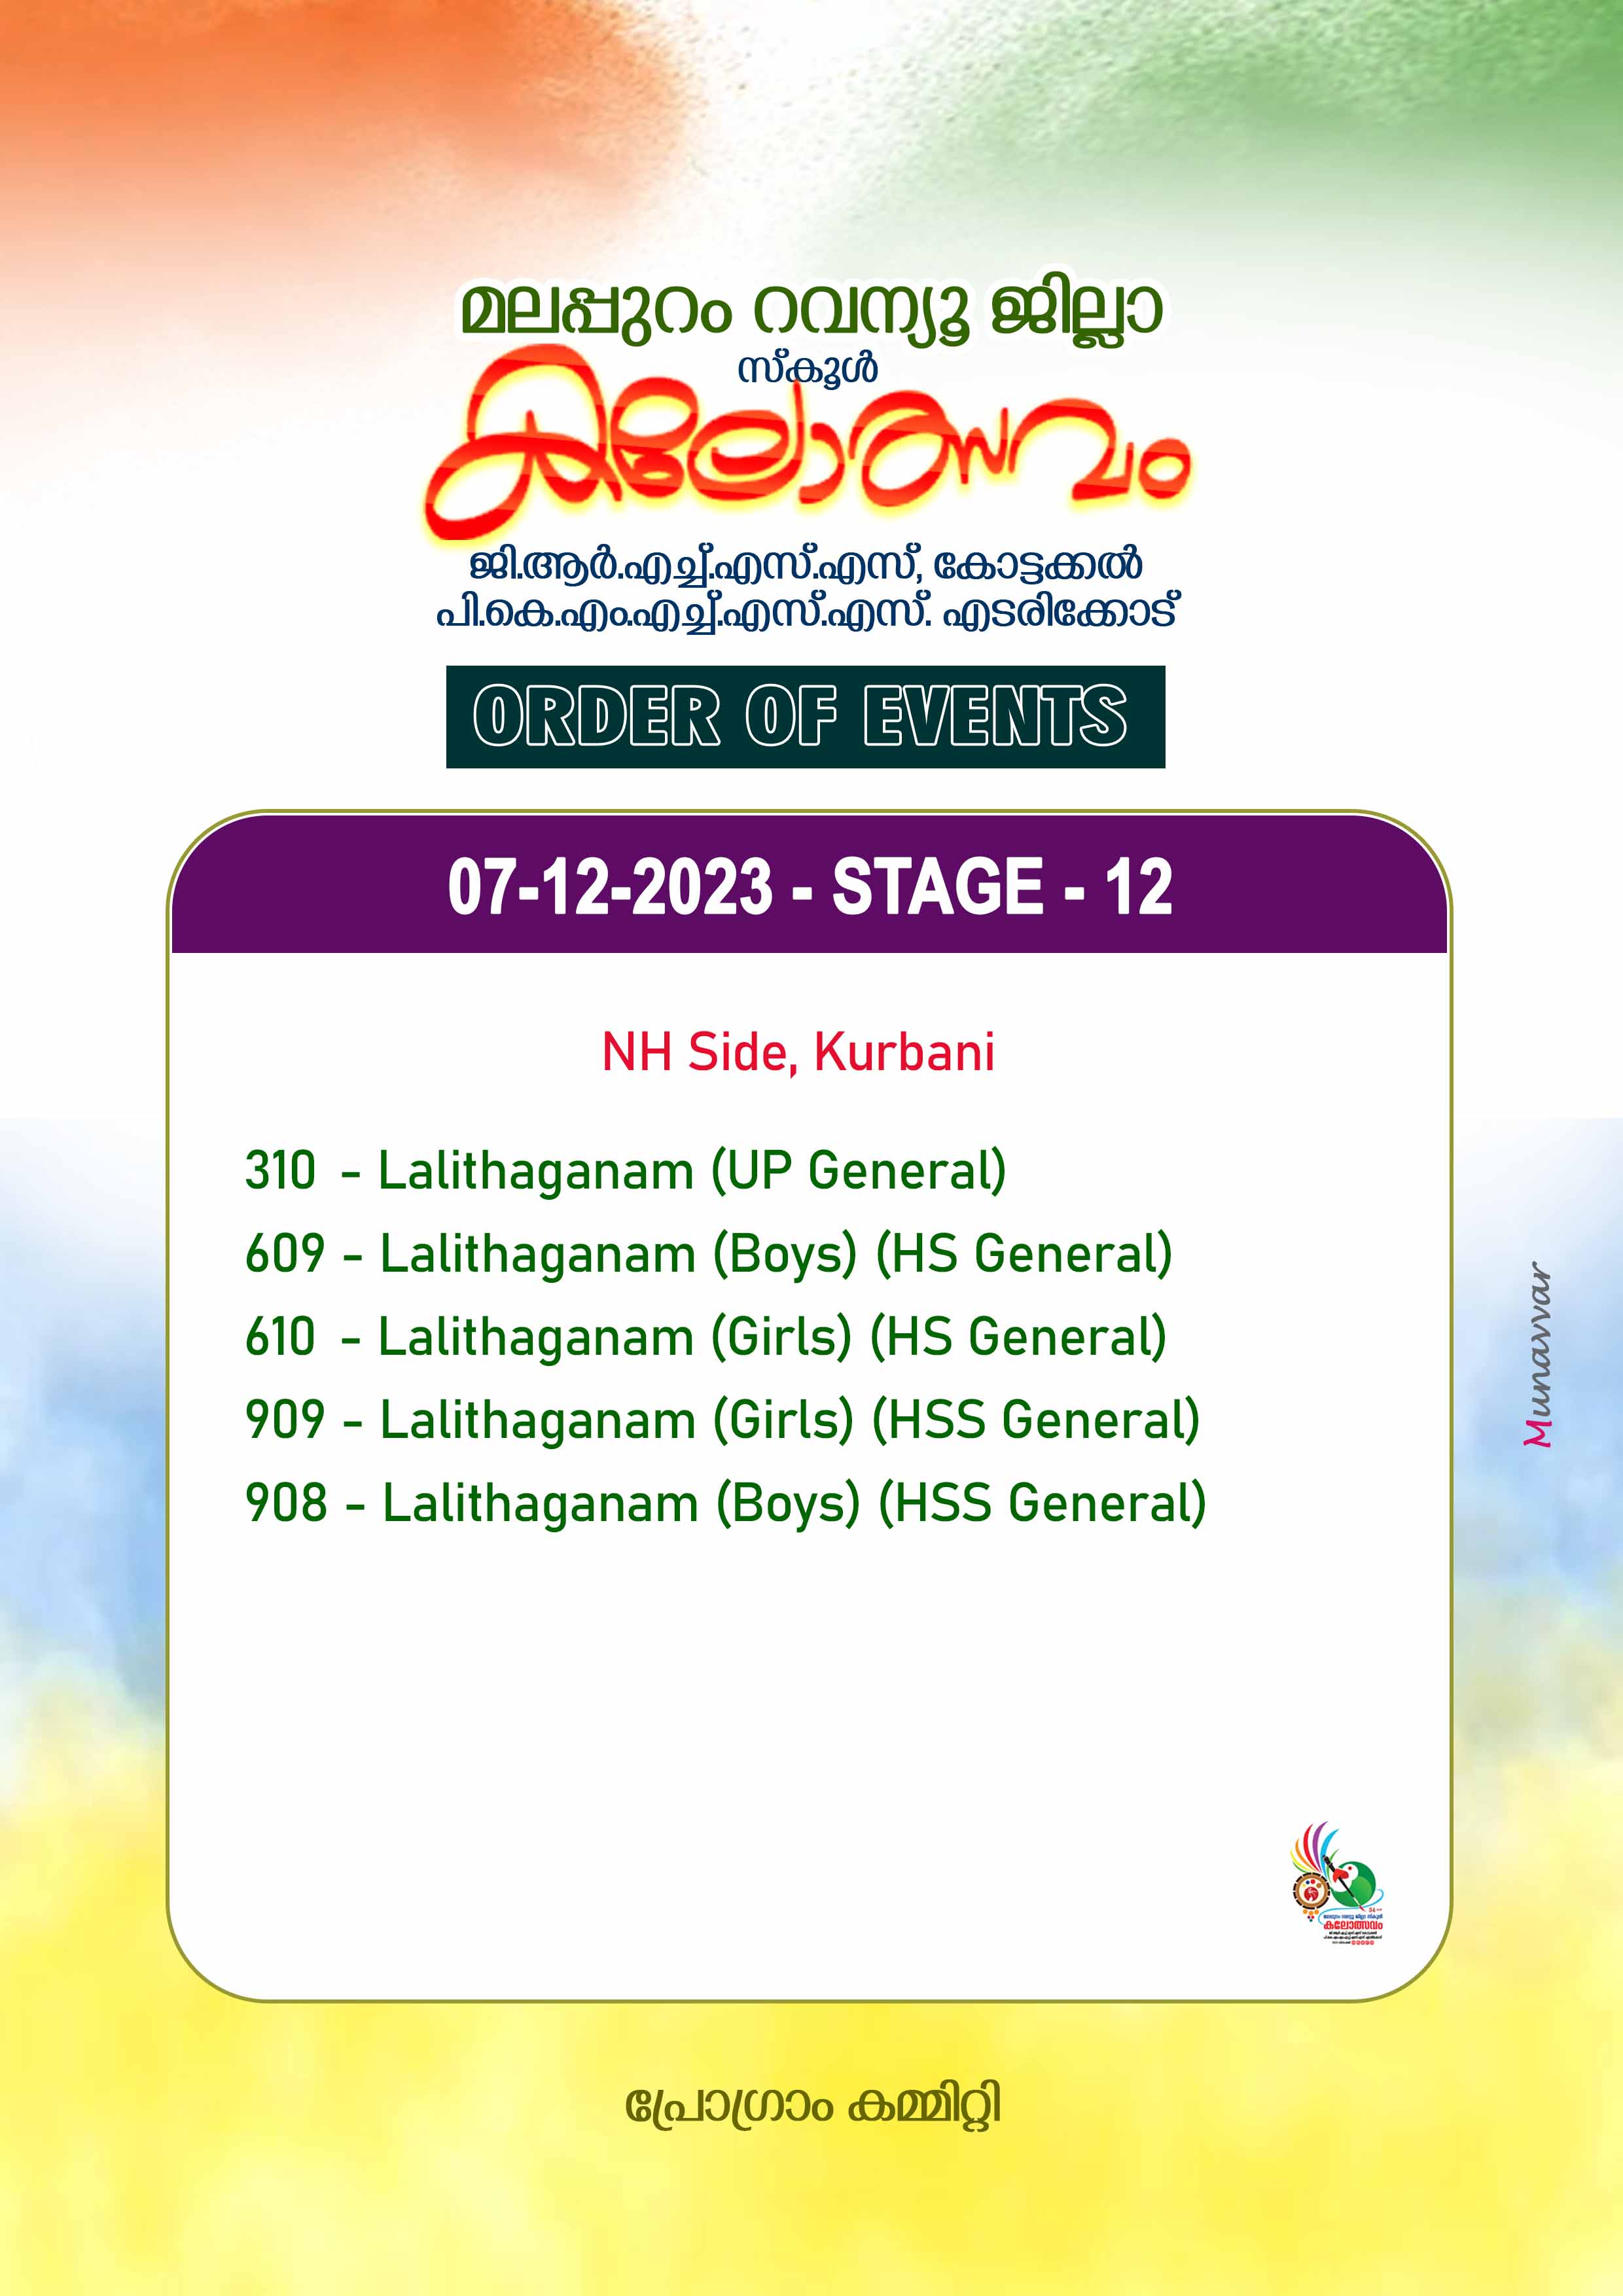 മലപ്പുറം റവന്യൂ ജില്ലാ
സ്കൂൾ
കലോത്സവം
ജി.ആർ.എച്ച്.എസ്.എസ്, കോട്ടക്കൽ
പി.കെ.എം.എച്ച്.എസ്.എസ്. എടരിക്കോട്
ORDER OF EVENTS
07-12-2023 - STAGE - 12
NH Side, Kurbani
310 - Lalithaganam (UP General)
609 - Lalithaganam (Boys) (HS General)
610 - Lalithaganam (Girls) (HS General)
909 - Lalithaganam (Girls) (HSS General)
908 - Lalithaganam (Boys) (HSS General)
Munavvar
കലോത്സവം
പ്രോഗ്രാം കമ്മിറ്റി